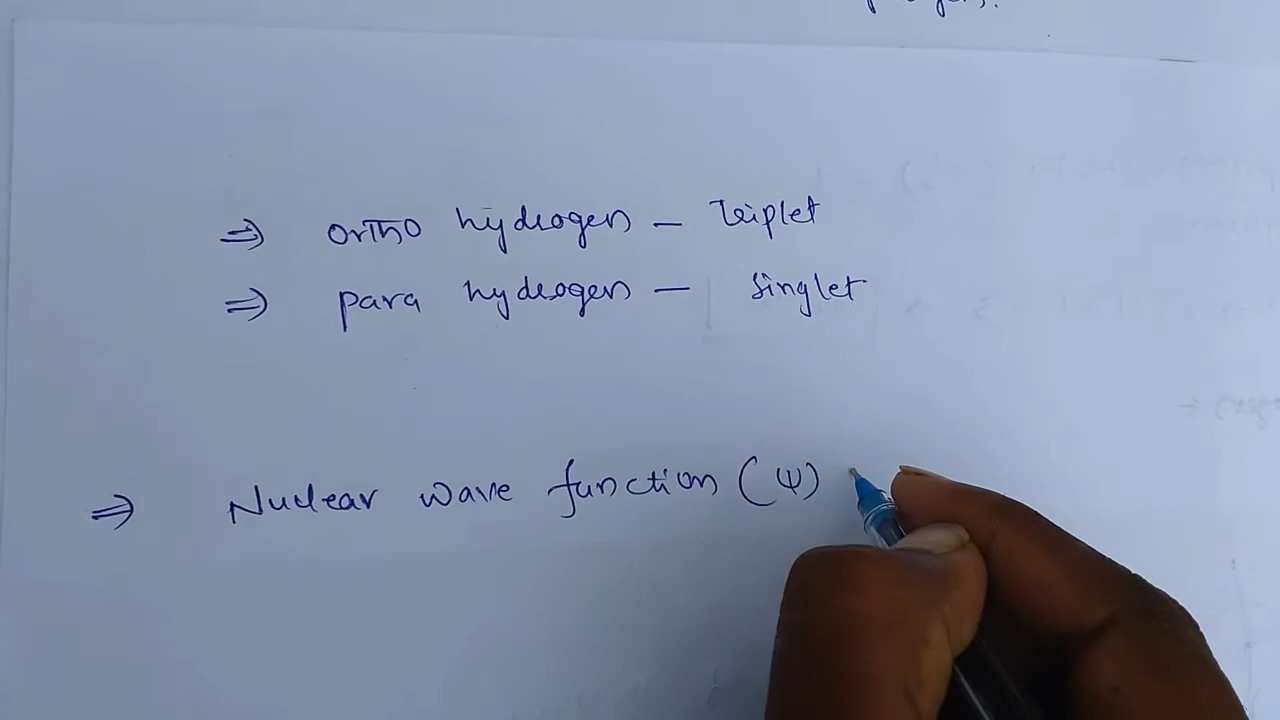 ⇒ ortho hydrogen — Triplet
⇒ para hydrogen — Singlet
⇒ Nuclear wave function (ψ)